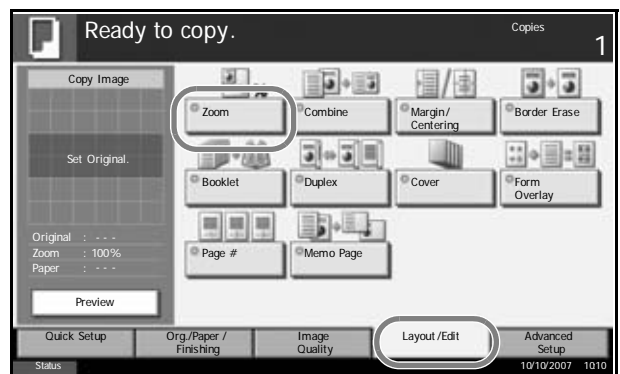 Ready to copy.
Copies
1
Copy Image
Set Original.
Original : - - -
Zoom : 100%
Paper : - - -
Preview
Zoom
Combine
Margin/
Centering
Border Erase
Booklet
Duplex
Cover
Form
Overlay
Page #
Memo Page
Quick Setup
Org./Paper /
Finishing
Image
Quality
Layout/Edit
Advanced
Setup
Status
10/10/2007 10:10